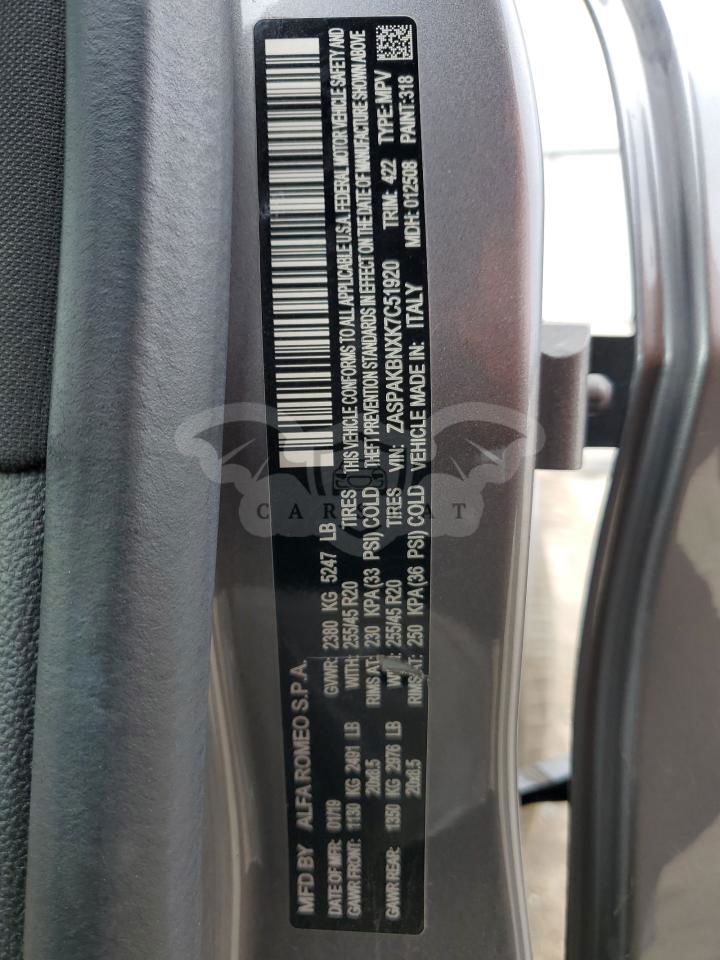 MFD BY ALFA ROMEO S.P.A.
DATE OF MFR: 01/19 GVWR: 2380 KG 5247 LB
GAWR FRONT: 1130 KG 2491 LB WITH: 255/45 R20 TIRES
20x8.5 RIMS AT: 230 KPA (33 PSI) COLD
GAWR REAR: 1350 KG 2976 LB WITH: 255/45 R20 TIRES
20x8.5 RIMS AT: 250 KPA (36 PSI) COLD
THIS VEHICLE CONFORMS TO ALL APPLICABLE U.S.A. FEDERAL MOTOR VEHICLE SAFETY AND
THEFT PREVENTION STANDARDS IN EFFECT ON THE DATE OF MANUFACTURE SHOWN ABOVE
VIN: ZASPAKBNXK7C51920 TRIM: 422 TYPE: MPV
VEHICLE MADE IN: ITALY MDH: 012508 PAINT: 318